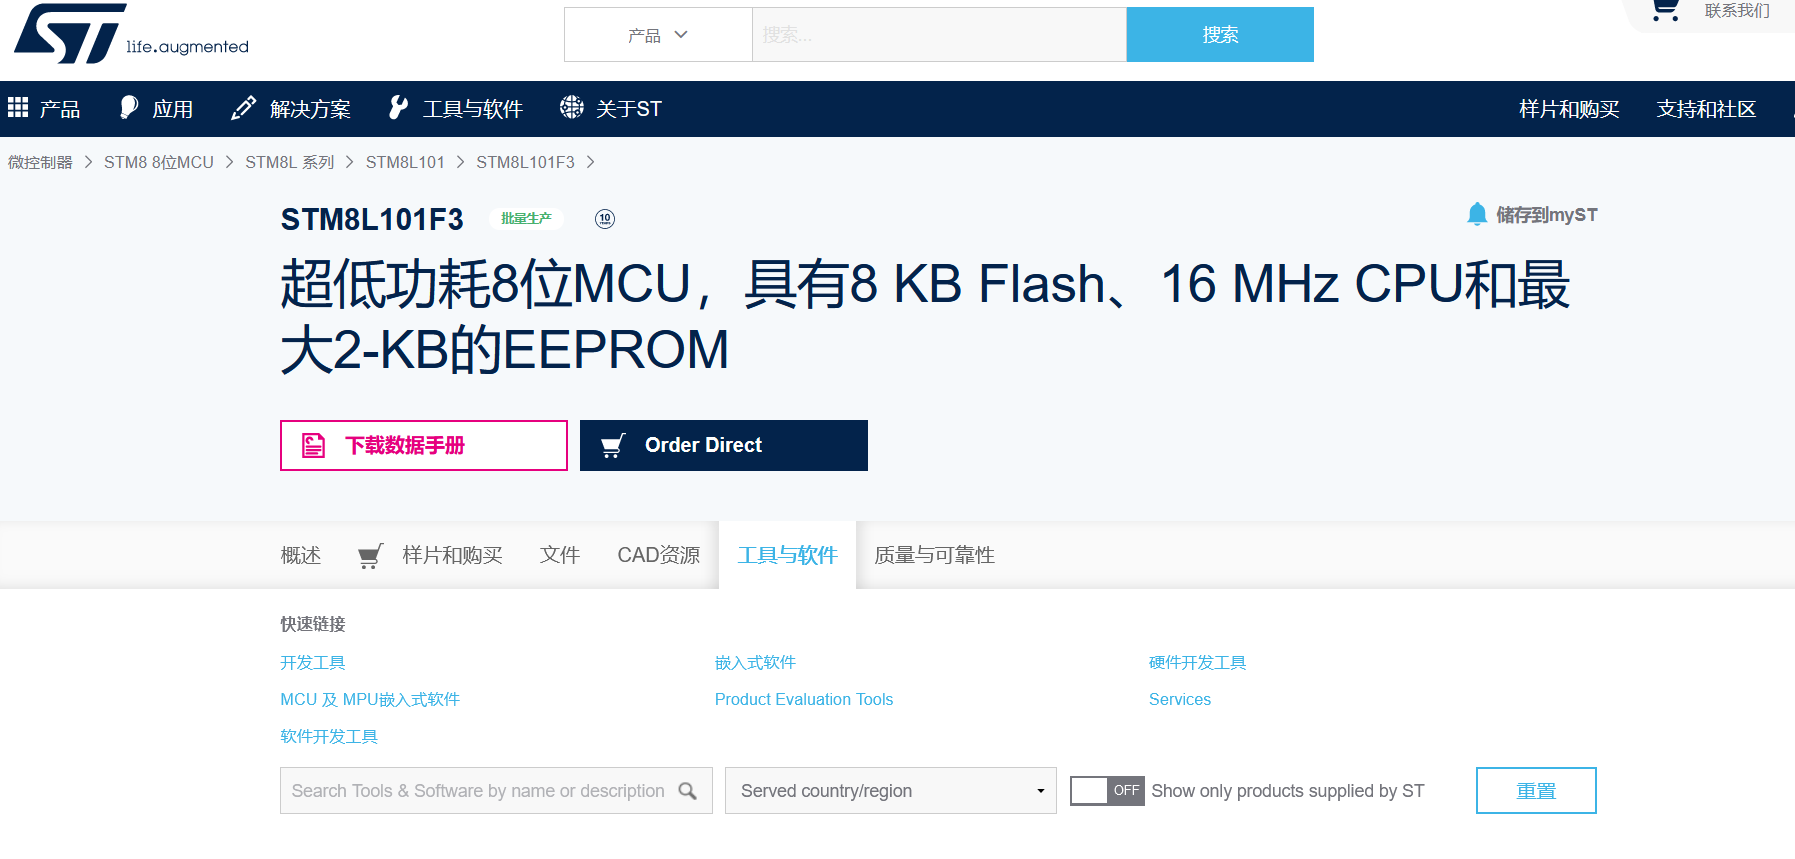 life.augmented
产品
搜索...
搜索
联系我们
产品 应用 解决方案 工具与软件 关于ST 样片和购买 支持和社区
微控制器 STM8 8位MCU STM8L 系列 STM8L101 STM8L101F3
STM8L101F3 批量生产 10 储存到myST
超低功耗8位MCU，具有8 KB Flash、16 MHz CPU和最
大2-KB的EEPROM
下载数据手册 Order Direct
概述 样片和购买 文件 CAD资源 工具与软件 质量与可靠性
快速链接
开发工具 嵌入式软件 硬件开发工具
MCU 及 MPU嵌入式软件 Product Evaluation Tools Services
软件开发工具
Search Tools & Software by name or description Served country/region OFF Show only products supplied by ST 重置